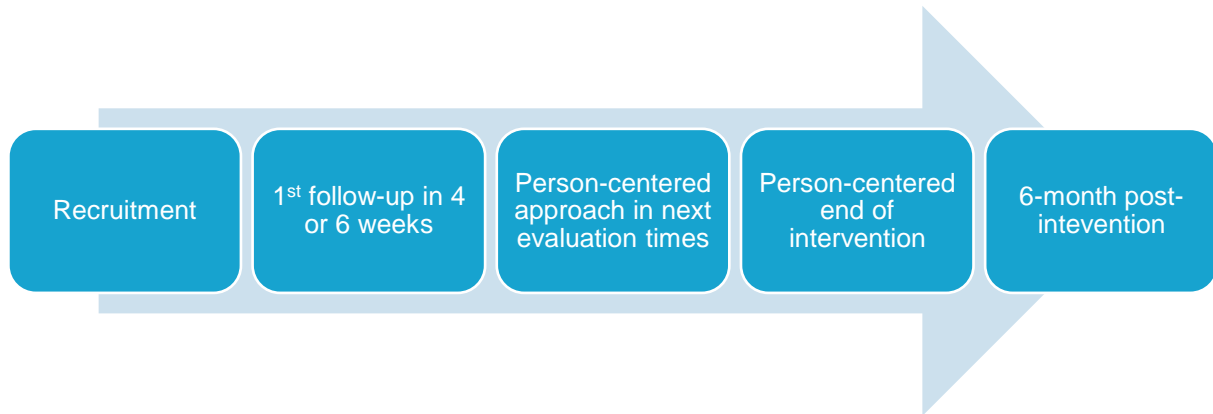 Recruitment
1st follow-up in 4
or 6 weeks
Person-centered
approach in next
evaluation times
Person-centered
end of
intervention
6-month post-
intevention